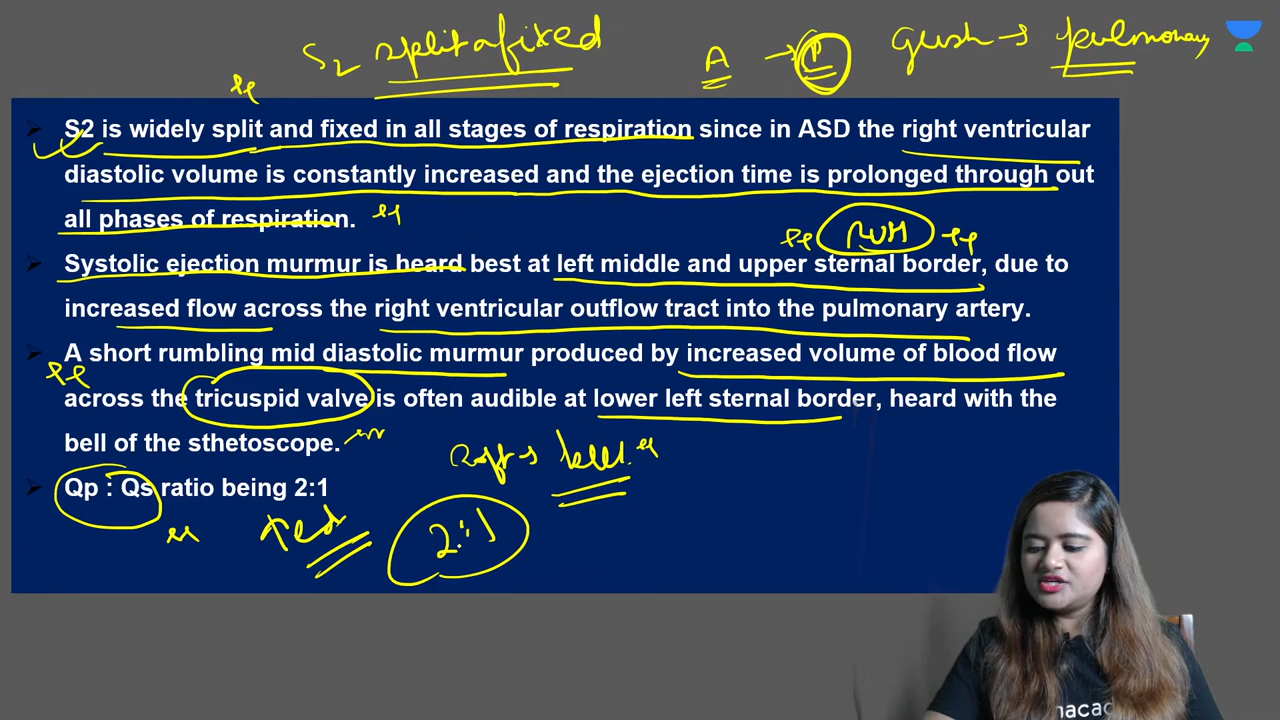 S2 split & fixed
A → P gush → pulmonary
S2 is widely split and fixed in all stages of respiration since in ASD the right ventricular
diastolic volume is constantly increased and the ejection time is prolonged through out
all phases of respiration.
RVH
Systolic ejection murmur is heard best at left middle and upper sternal border, due to
increased flow across the right ventricular outflow tract into the pulmonary artery.
A short rumbling mid diastolic murmur produced by increased volume of blood flow
across the tricuspid valve is often audible at lower left sternal border, heard with the
bell of the sthetoscope.
Qp : Qs ratio being 2:1
2:1